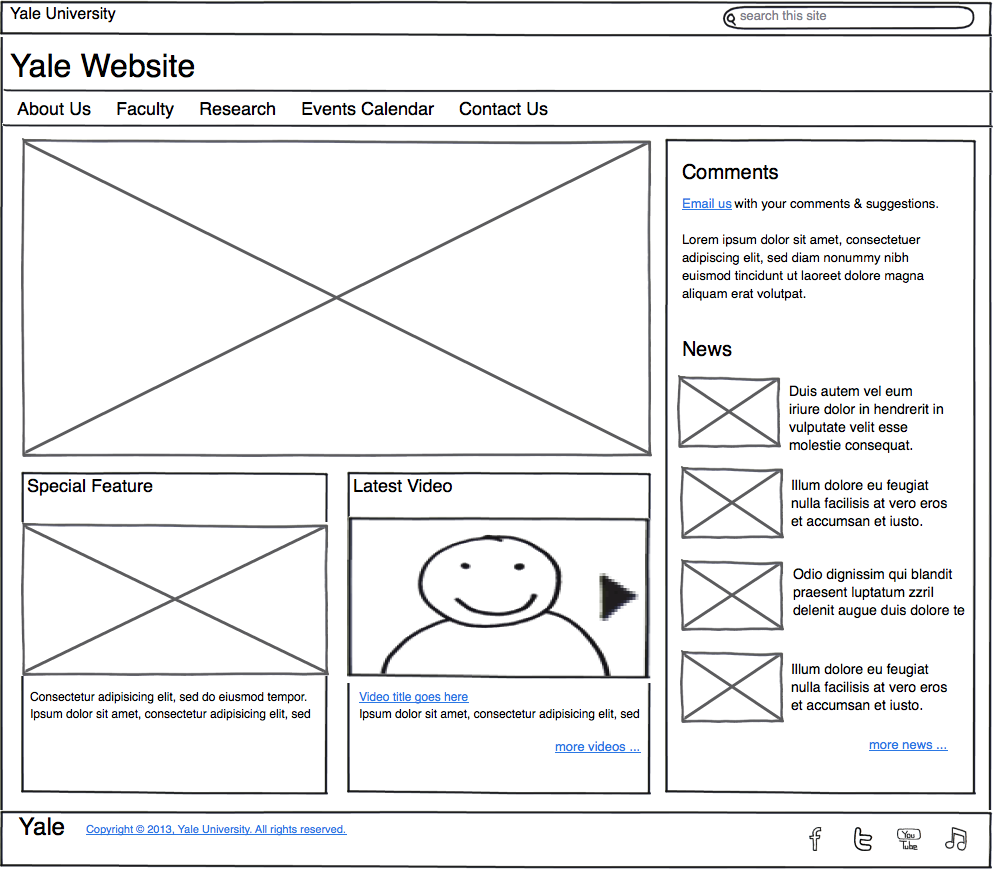 Yale University
search this site
Yale Website
About Us Faculty Research Events Calendar Contact Us
Comments
Email us with your comments & suggestions.
Lorem ipsum dolor sit amet, consectetuer
adipiscing elit, sed diam nonummy nibh
euismod tincidunt ut laoreet dolore magna
aliquam erat volutpat.
News
Duis autem vel eum
iriure dolor in hendrerit in
vulputate velit esse
molestie consequat.
Illum dolore eu feugiat
nulla facilisis at vero eros
et accumsan et iusto.
Odio dignissim qui blandit
praesent luptatum zzril
delenit augue duis dolore te
Illum dolore eu feugiat
nulla facilisis at vero eros
et accumsan et iusto.
more news ...
Special Feature
Consectetur adipisicing elit, sed do eiusmod tempor.
Ipsum dolor sit amet, consectetur adipisicing elit, sed
Latest Video
Video title goes here
Ipsum dolor sit amet, consectetur adipisicing elit, sed
more videos ...
Yale
Copyright © 2013, Yale University. All rights reserved.
f
t
You
Tube